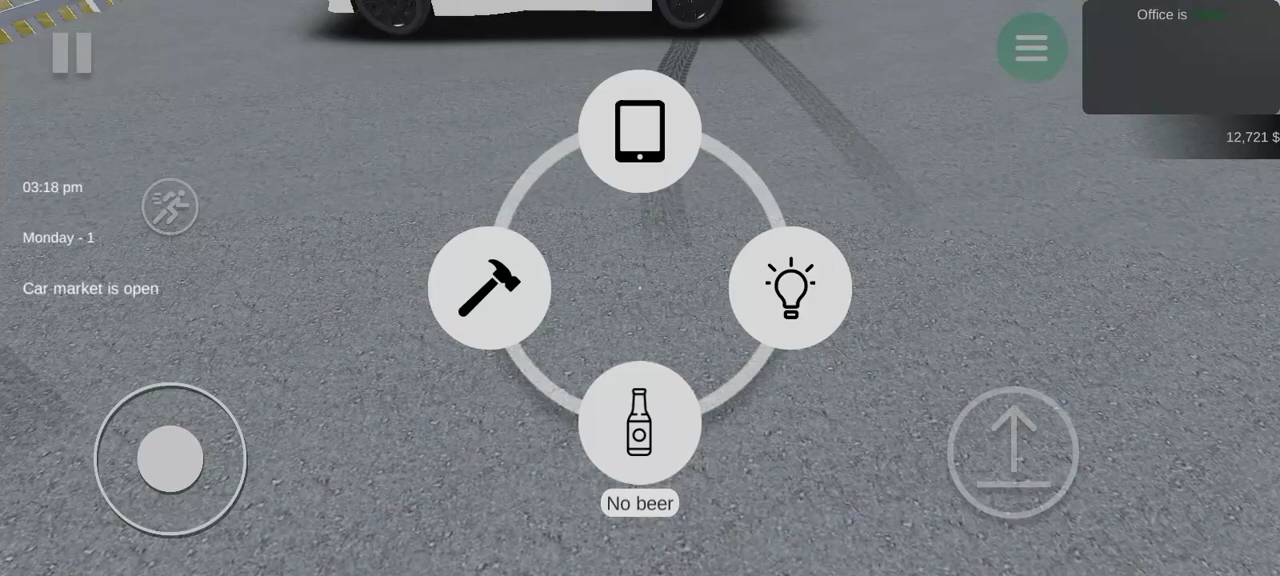 Office is
12,721 $
03:18 pm
Monday - 1
Car market is open
No beer